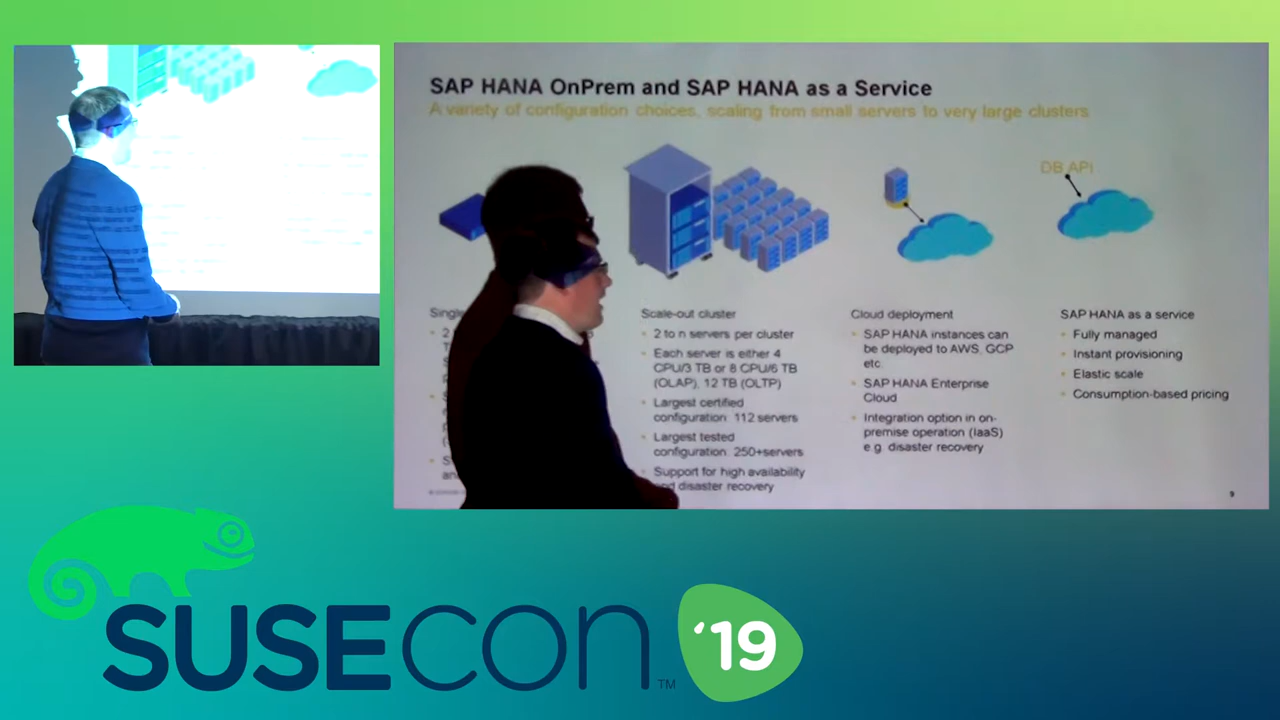 SAP HANA OnPrem and SAP HANA as a Service
A variety of configuration choices, scaling from small servers to very large clusters
DB API
Single
Scale-out cluster
• 2 to n servers per cluster
• Each server is either 4
CPU/3 TB or 8 CPU/6 TB
(OLAP), 12 TB (OLTP)
• Largest certified
configuration: 112 servers
• Largest tested
configuration: 250+servers
• Support for high availability
and disaster recovery
Cloud deployment
• SAP HANA instances can
be deployed to AWS, GCP
etc.
• SAP HANA Enterprise
Cloud
• Integration option in on-
premise operation (IaaS)
e.g. disaster recovery
SAP HANA as a service
• Fully managed
• Instant provisioning
• Elastic scale
• Consumption-based pricing
9
SUSECON ™
'19